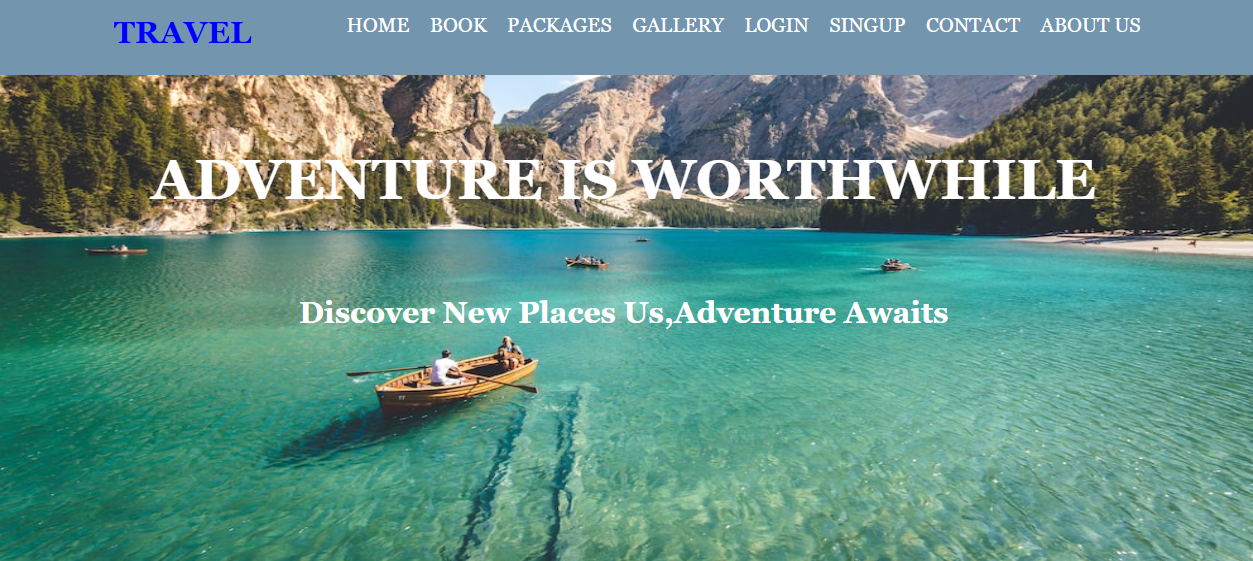 TRAVEL HOME BOOK PACKAGES GALLERY LOGIN SINGUP CONTACT ABOUT US
ADVENTURE IS WORTHWHILE
Discover New Places Us,Adventure Awaits